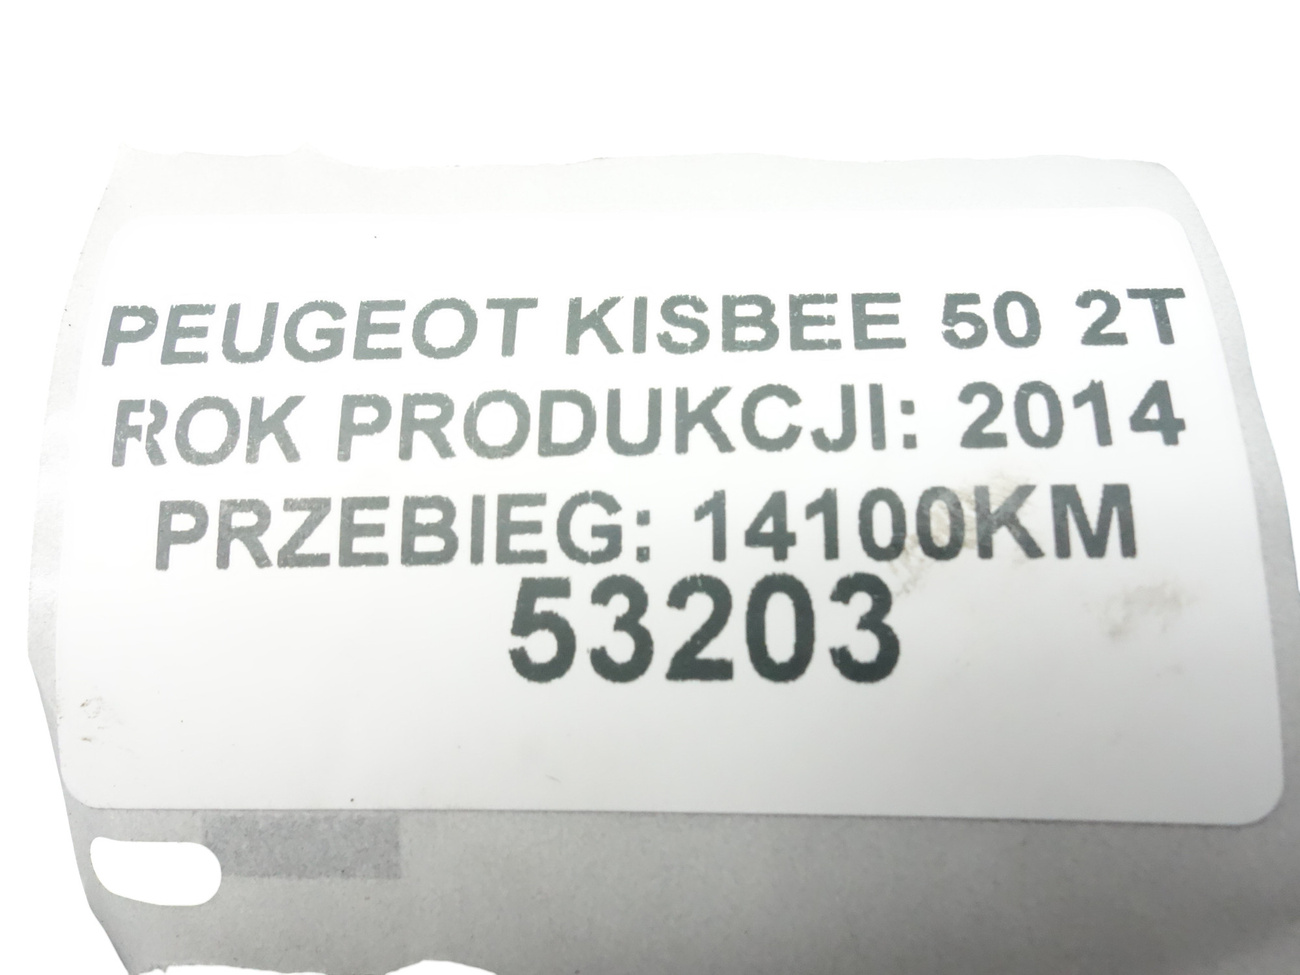 PEUGEOT KISBEE 50 2T
ROK PRODUKCJI: 2014
PRZEBIEG: 14100KM
53203